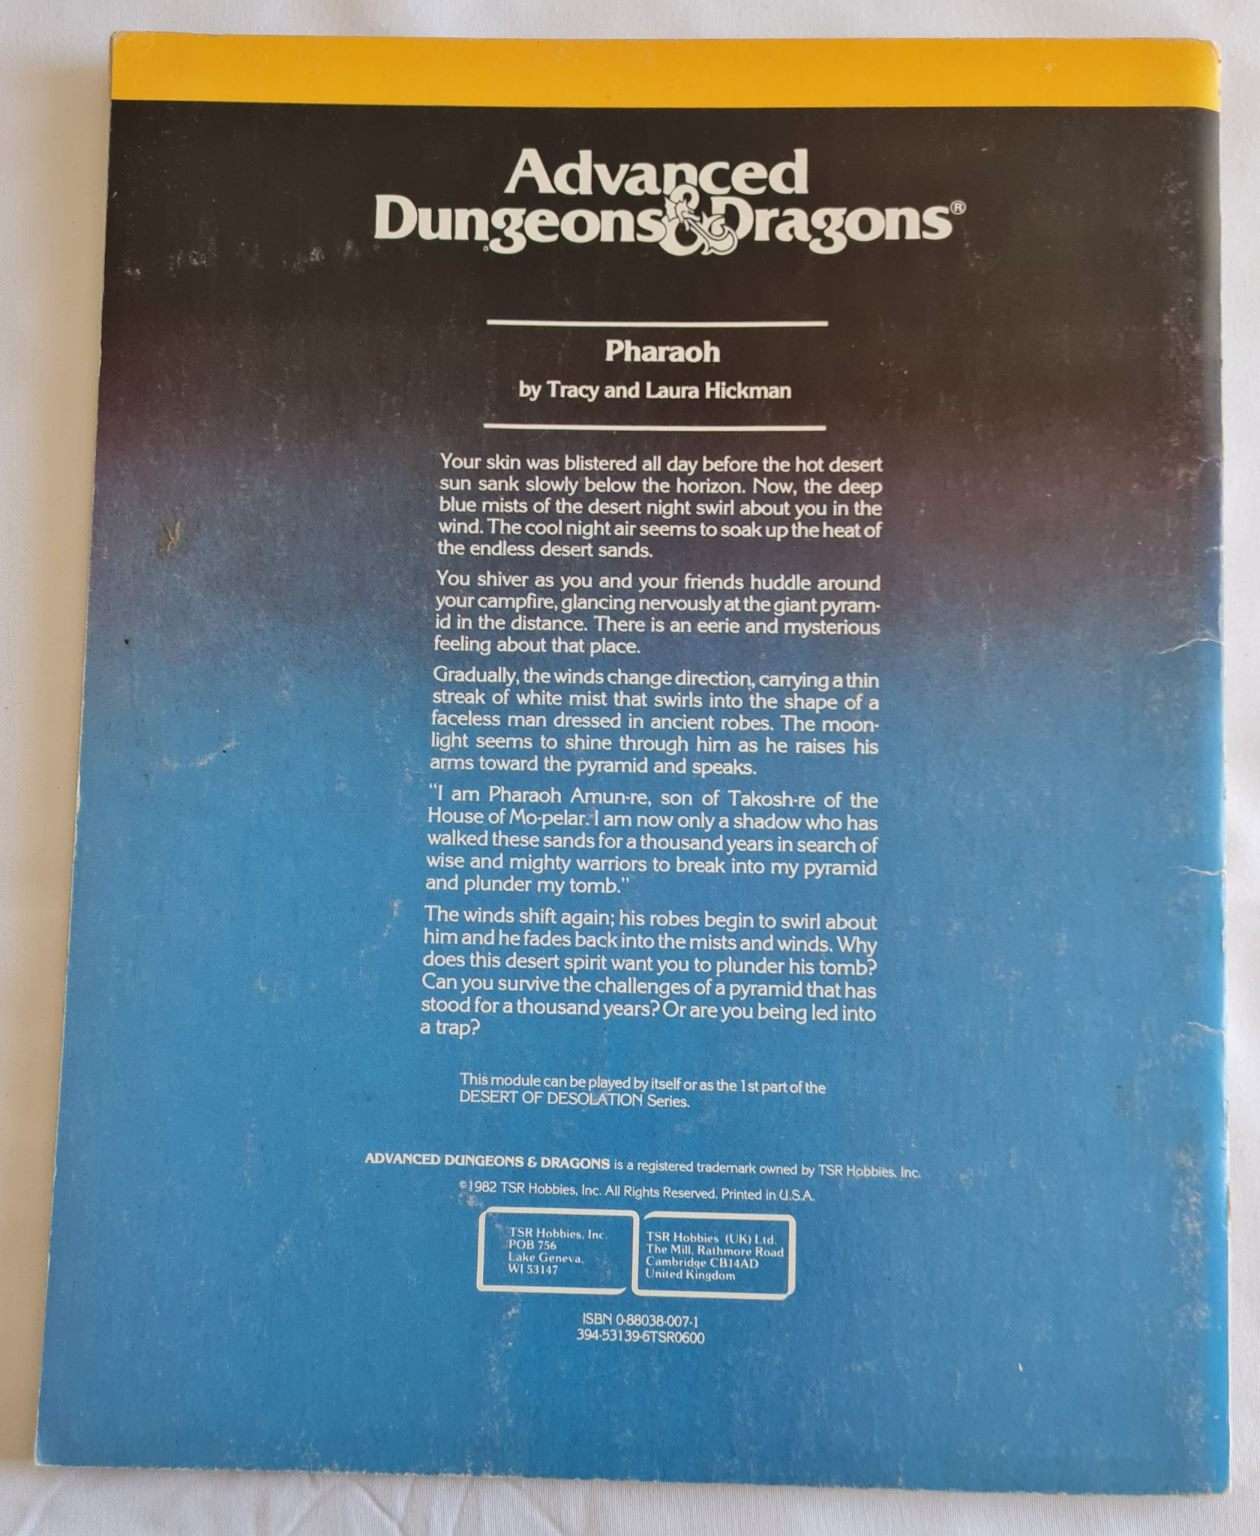 Advanced
Dungeons & Dragons®
Pharaoh
by Tracy and Laura Hickman
Your skin was blistered all day before the hot desert
sun sank slowly below the horizon. Now, the deep
blue mists of the desert night swirl about you in the
wind. The cool night air seems to soak up the heat of
the endless desert sands.
You shiver as you and your friends huddle around
your campfire, glancing nervously at the giant pyram-
id in the distance. There is an eerie and mysterious
feeling about that place.
Gradually, the winds change direction, carrying a thin
streak of white mist that swirls into the shape of a
faceless man dressed in ancient robes. The moon-
light seems to shine through him as he raises his
arms toward the pyramid and speaks.
"I am Pharaoh Amun-re, son of Takosh-re of the
House of Mo-pelar. I am now only a shadow who has
walked these sands for a thousand years in search of
wise and mighty warriors to break into my pyramid
and plunder my tomb."
The winds shift again; his robes begin to swirl about
him and he fades back into the mists and winds. Why
does this desert spirit want you to plunder his tomb?
Can you survive the challenges of a pyramid that has
stood for a thousand years? Or are you being led into
a trap?
This module can be played by itself or as the 1st part of the
DESERT OF DESOLATION Series.
ADVANCED DUNGEONS & DRAGONS is a registered trademark owned by TSR Hobbies, Inc.
©1982 TSR Hobbies, Inc. All Rights Reserved. Printed in U.S.A.
TSR Hobbies, Inc.
POB 756
Lake Geneva,
WI 53147
TSR Hobbies (UK) Ltd.
The Mill, Rathmore Road
Cambridge CB14AD
United Kingdom
ISBN 0-88038-007-1
394-53139-6TSR0600